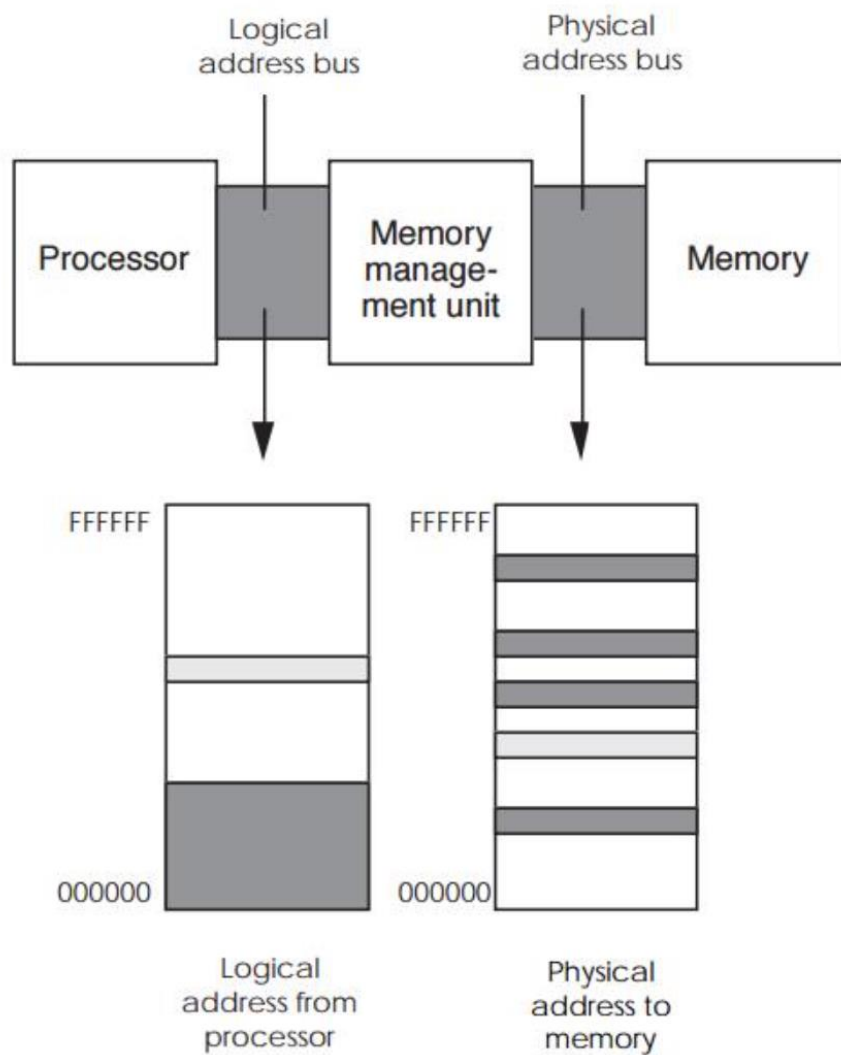 Logical
address bus
Physical
address bus
Processor
Memory
manage-
ment unit
Memory
FFFFFF
FFFFFF
000000
000000
Logical
address from
processor
Physical
address to
memory